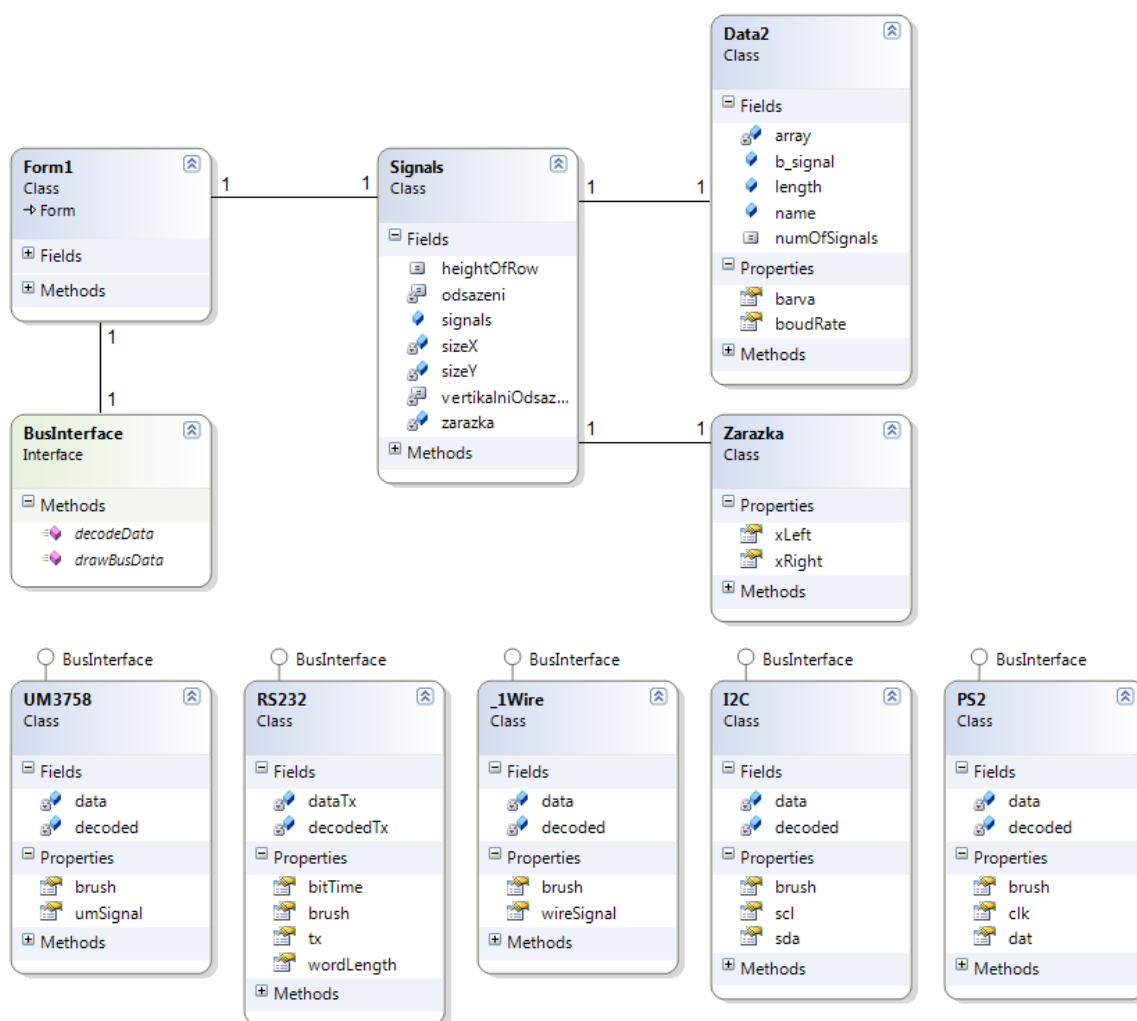 Data2
Class
Fields
array
b_signal
length
name
numOfSignals
Properties
barva
boudRate
Methods
Form1
Class
Form
Fields
Methods
1
1
Signals
Class
Fields
heightOfRow
odsazeni
signals
sizeX
sizeY
vertikalniOdsaz...
zarazka
Methods
1
1
1
1
1
1
BusInterface
Interface
Methods
decodeData
drawBusData
Zarazka
Class
Properties
xLeft
xRight
Methods
BusInterface
UM3758
Class
Fields
data
decoded
Properties
brush
umSignal
Methods
BusInterface
RS232
Class
Fields
dataTx
decodedTx
Properties
bitTime
brush
tx
wordLength
Methods
BusInterface
_1Wire
Class
Fields
data
decoded
Properties
brush
wireSignal
Methods
BusInterface
I2C
Class
Fields
data
decoded
Properties
brush
scl
sda
Methods
BusInterface
PS2
Class
Fields
data
decoded
Properties
brush
clk
dat
Methods